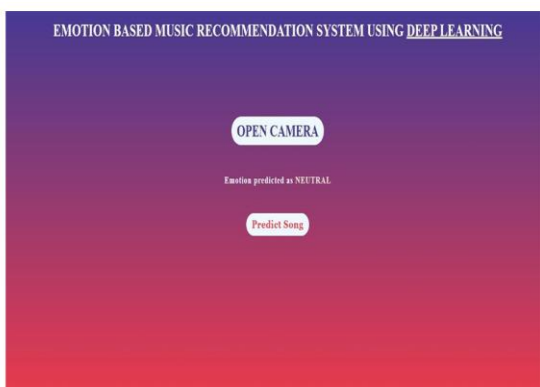 EMOTION BASED MUSIC RECOMMENDATION SYSTEM USING DEEP LEARNING
OPEN CAMERA
Emotion predicted as NEUTRAL
Predict Song